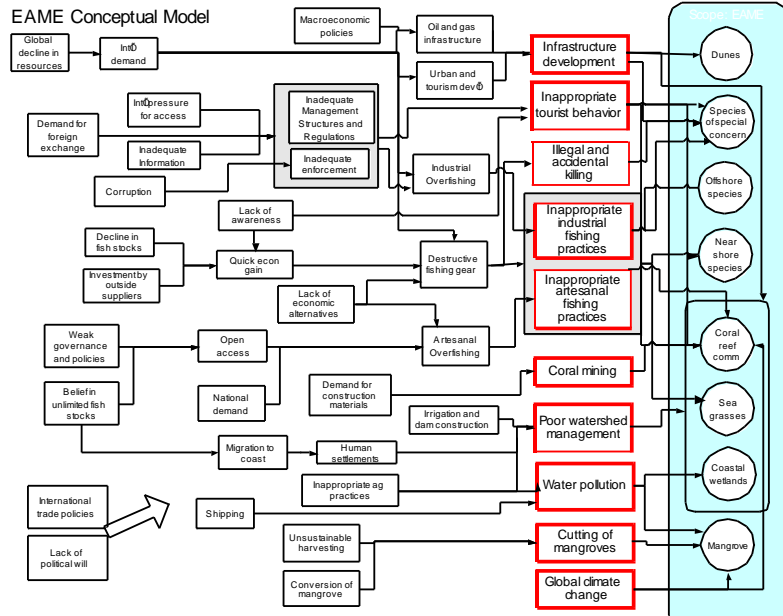 EAME Conceptual Model
Scope: EAME
Macroeconomic
policies
Oil and gas
infrastructure
Global
decline in
resources
demand
Urban and
Infrastructure
development
Dunes
Inadequate
Management
Structures and
Regulations
Inadequate
enforcement
for access
Demand for
foreign
exchange
Inadequate
Information
Corruption
Inappropriate
tourist behavior
Species
of special
concern
Illegal and
accidental
killing
Industrial
Overfishing
Offshore
species
Lack of
awareness
Inappropriate
industrial
fishing
practices
Decline in
fish stocks
Quick econ
gain
Destructive
fishing gear
Near
shore
species
Investment by
outside
suppliers
Lack of
economic
alternatives
Inappropriate
artesanal
fishing
practices
Weak
governance
and policies
Open
access
Artesanal
Overfishing
Coral
reef
comm
Belief in
unlimited fish
stocks
National
demand
Demand for
construction
materials
Coral mining
Irrigation and
dam construction
Poor watershed
management
Sea
grasses
Migration to
coast
Human
settlements
Inappropriate ag
practices
Water pollution
Coastal
wetlands
International
trade policies
Shipping
Lack of
political will
Unsustainable
harvesting
Cutting of
mangroves
Mangrove
Conversion of
mangrove
Global climate
change